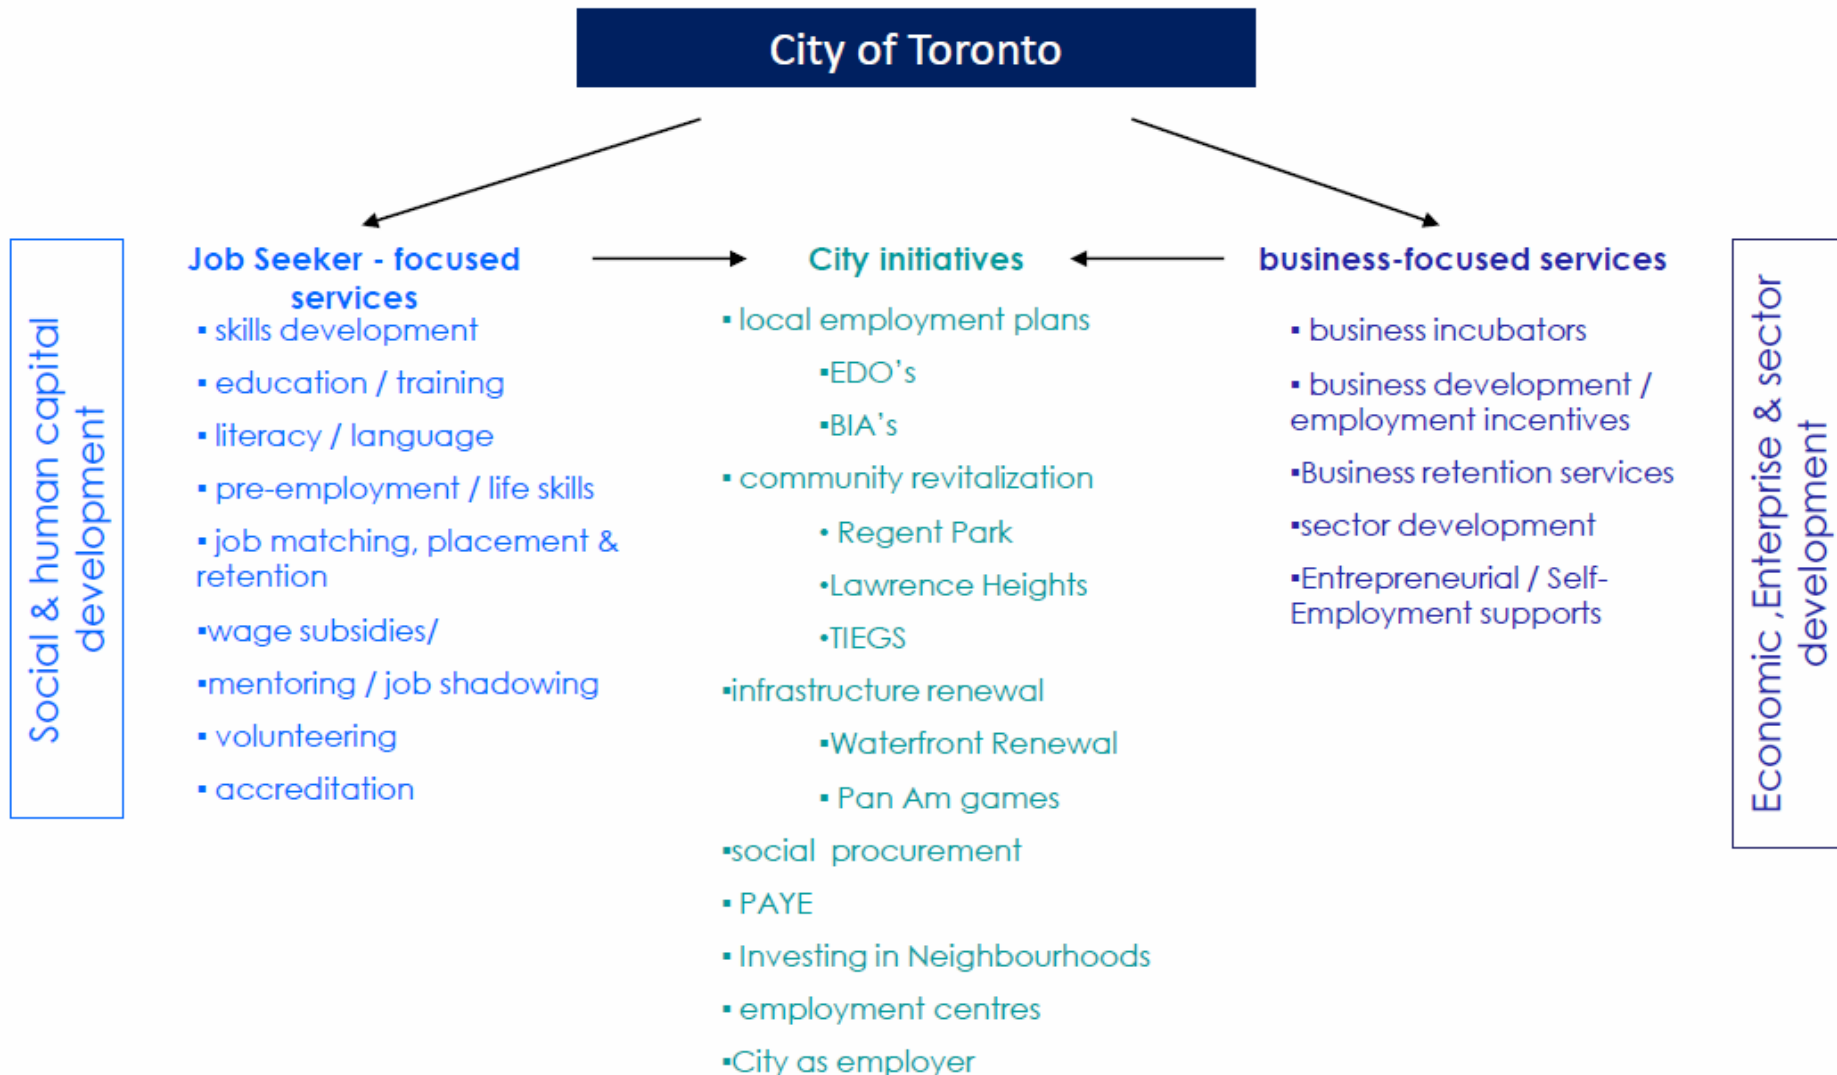 City of Toronto
Social & human capital
development
Job Seeker - focused
services
▪ skills development
▪ education / training
▪ literacy / language
▪ pre-employment / life skills
▪ job matching, placement &
retention
▪wage subsidies/
▪mentoring / job shadowing
▪ volunteering
▪ accreditation
City initiatives
▪ local employment plans
▪EDO’s
▪BIA’s
▪ community revitalization
• Regent Park
•Lawrence Heights
•TIEGS
▪infrastructure renewal
▪Waterfront Renewal
▪ Pan Am games
▪social procurement
▪ PAYE
▪ Investing in Neighbourhoods
▪ employment centres
▪City as employer
business-focused services
▪ business incubators
▪ business development /
employment incentives
▪Business retention services
▪sector development
▪Entrepreneurial / Self-
Employment supports
Economic ,Enterprise & sector
development